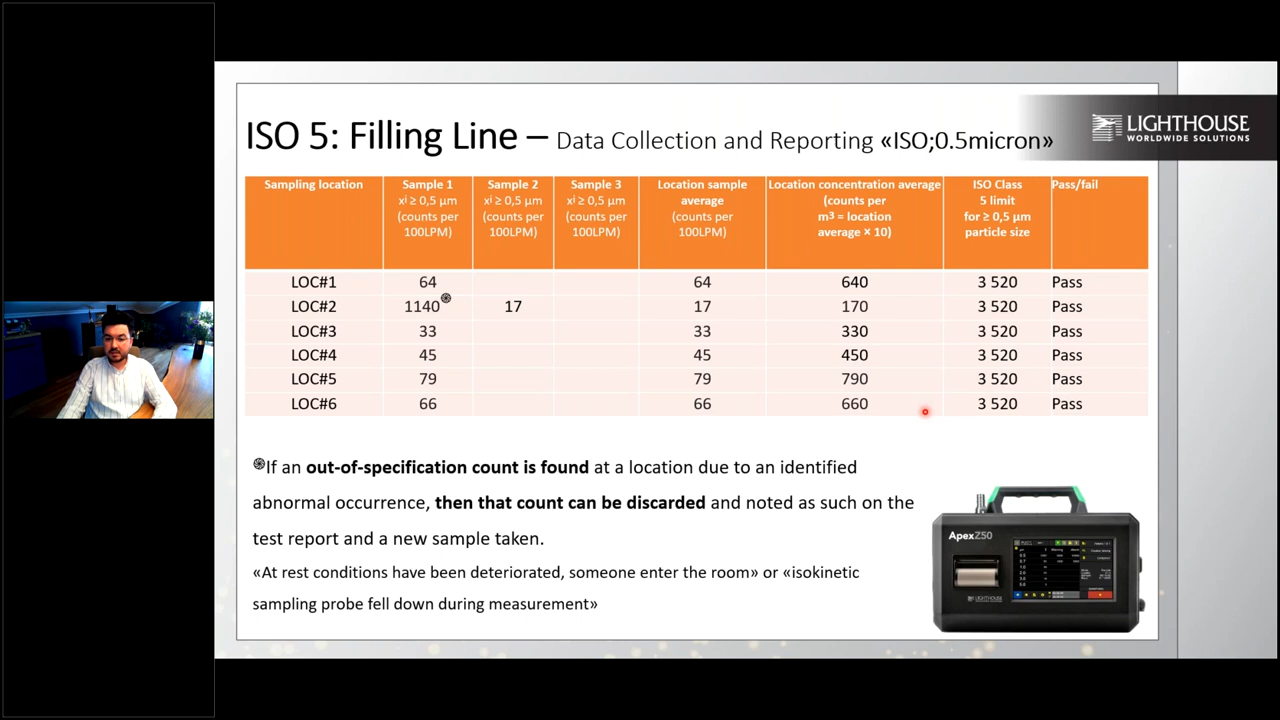 ISO 5: Filling Line – Data Collection and Reporting «ISO;0.5micron»
LIGHTHOUSE
WORLDWIDE SOLUTIONS
Sampling location
Sample 1
xⁱ ≥ 0,5 µm
(counts per
100LPM)
Sample 2
xⁱ ≥ 0,5 µm
(counts per
100LPM)
Sample 3
xⁱ ≥ 0,5 µm
(counts per
100LPM)
Location sample
average
(counts per
100LPM)
Location concentration average
(counts per
m³ = location
average × 10)
ISO Class
5 limit
for ≥ 0,5 µm
particle size
Pass/fail
LOC#1 64 64 640 3 520 Pass
LOC#2 1140֎ 17 17 170 3 520 Pass
LOC#3 33 33 330 3 520 Pass
LOC#4 45 45 450 3 520 Pass
LOC#5 79 79 790 3 520 Pass
LOC#6 66 66 660 3 520 Pass
֎If an out-of-specification count is found at a location due to an identified
abnormal occurrence, then that count can be discarded and noted as such on the
test report and a new sample taken.
«At rest conditions have been deteriorated, someone enter the room» or «isokinetic
sampling probe fell down during measurement»
ApexZ50
LIGHTHOUSE